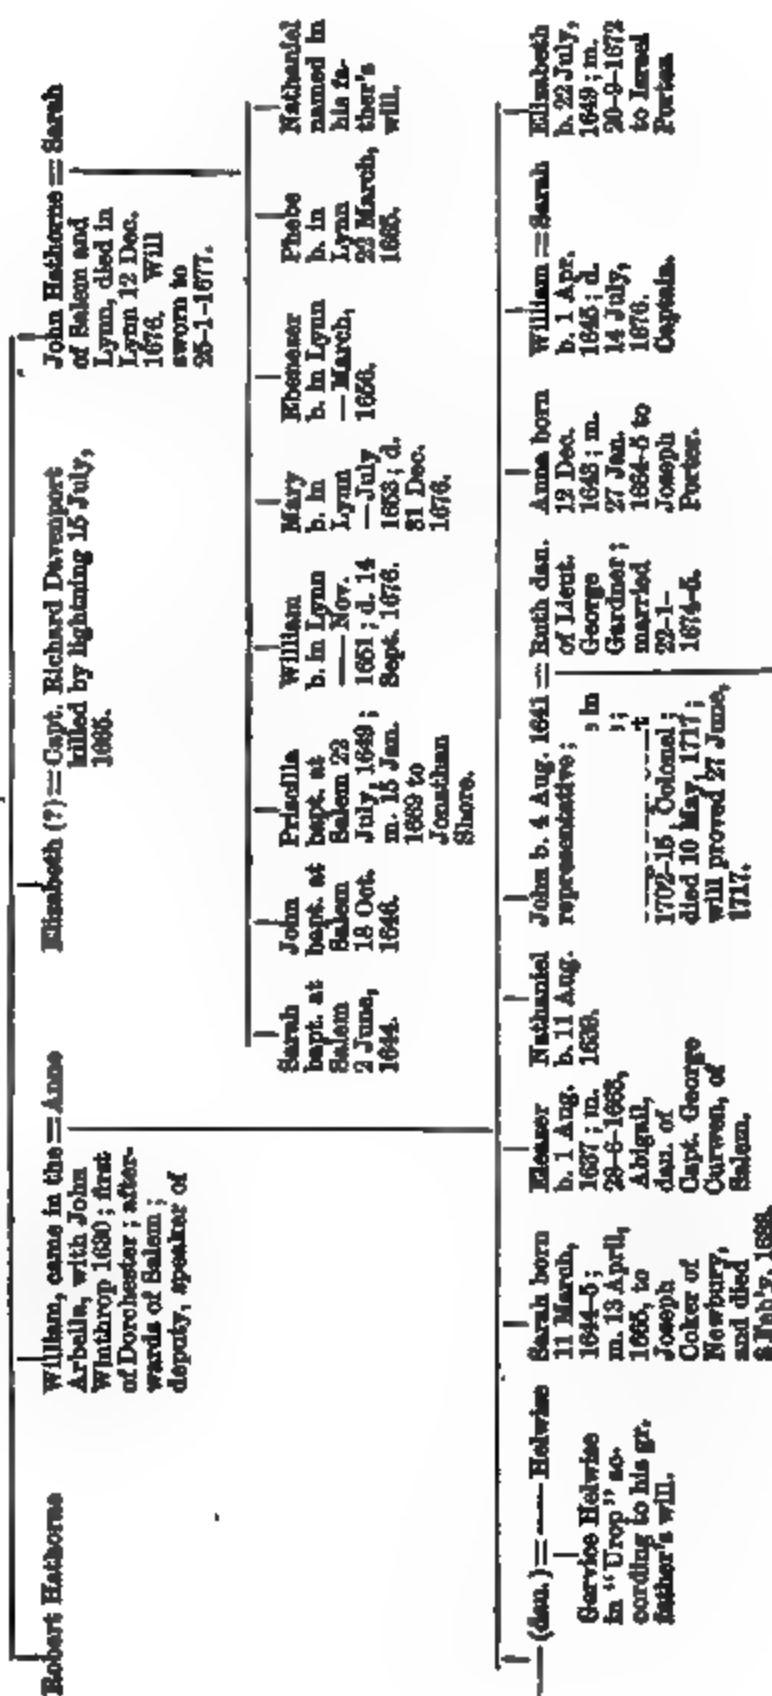 Robert Hathorne
William, came in the = Anne
Arbella, with John
Winthrop 1630; first
of Dorchester; after-
wards of Salem;
deputy, speaker of
Elizabeth (?) = Capt. Richard Davenport
killed by lightning 15 July,
1665.
John Hathorne = Sarah
of Salem and
Lynn, died in
Lynn 12 Dec.
1676. Will
sworn to
25-1-1677.
Sarah
bapt. at
Salem
2 June,
1644.
John
bapt. at
Salem
18 Oct.
1646.
Priscilla
bapt. at
Salem 22
July, 1649;
m. 15 Jan.
1669 to
Jonathan
Shore.
William
b. in Lynn
— Nov.
1651; d. 14
Sept. 1676.
Mary
b. in
Lynn
— July
1653; d.
31 Dec.
1676.
Ebenezer
b. in Lynn
— March,
1656.
Phebe
b. in
Lynn
22 March,
1665.
Nathaniel
named in
his fa-
ther's
will.
— (dau.) = — Helwise
Gervice Helwise
in "Urop" ac-
cording to his gr.
father's will.
Sarah born
11 March,
1644-5;
m. 13 April,
1665, to
Joseph
Coker of
Newbury,
and died
8 Feb'y, 1688.
Eleazer
b. 1 Aug.
1637; m.
28-6-1663,
Abigail,
dau. of
Capt. George
Curwen, of
Salem.
Nathaniel
b. 11 Aug.
1639.
John b. 4 Aug. 1641 = Ruth dau.
representative;
; in
;
1702-15 Colonel;
died 10 May, 1717;
will proved 27 June,
1717.
of Lieut.
George
Gardner;
married
22-1-
1674-5.
Anna born
12 Dec.
1643; m.
27 Jan.
1664-5 to
Joseph
Porter.
William = Sarah
b. 1 Apr.
1645; d.
14 July,
1676.
Captain.
Elizabeth
b. 22 July,
1649; m.
20-9-1672
to Israel
Porter.